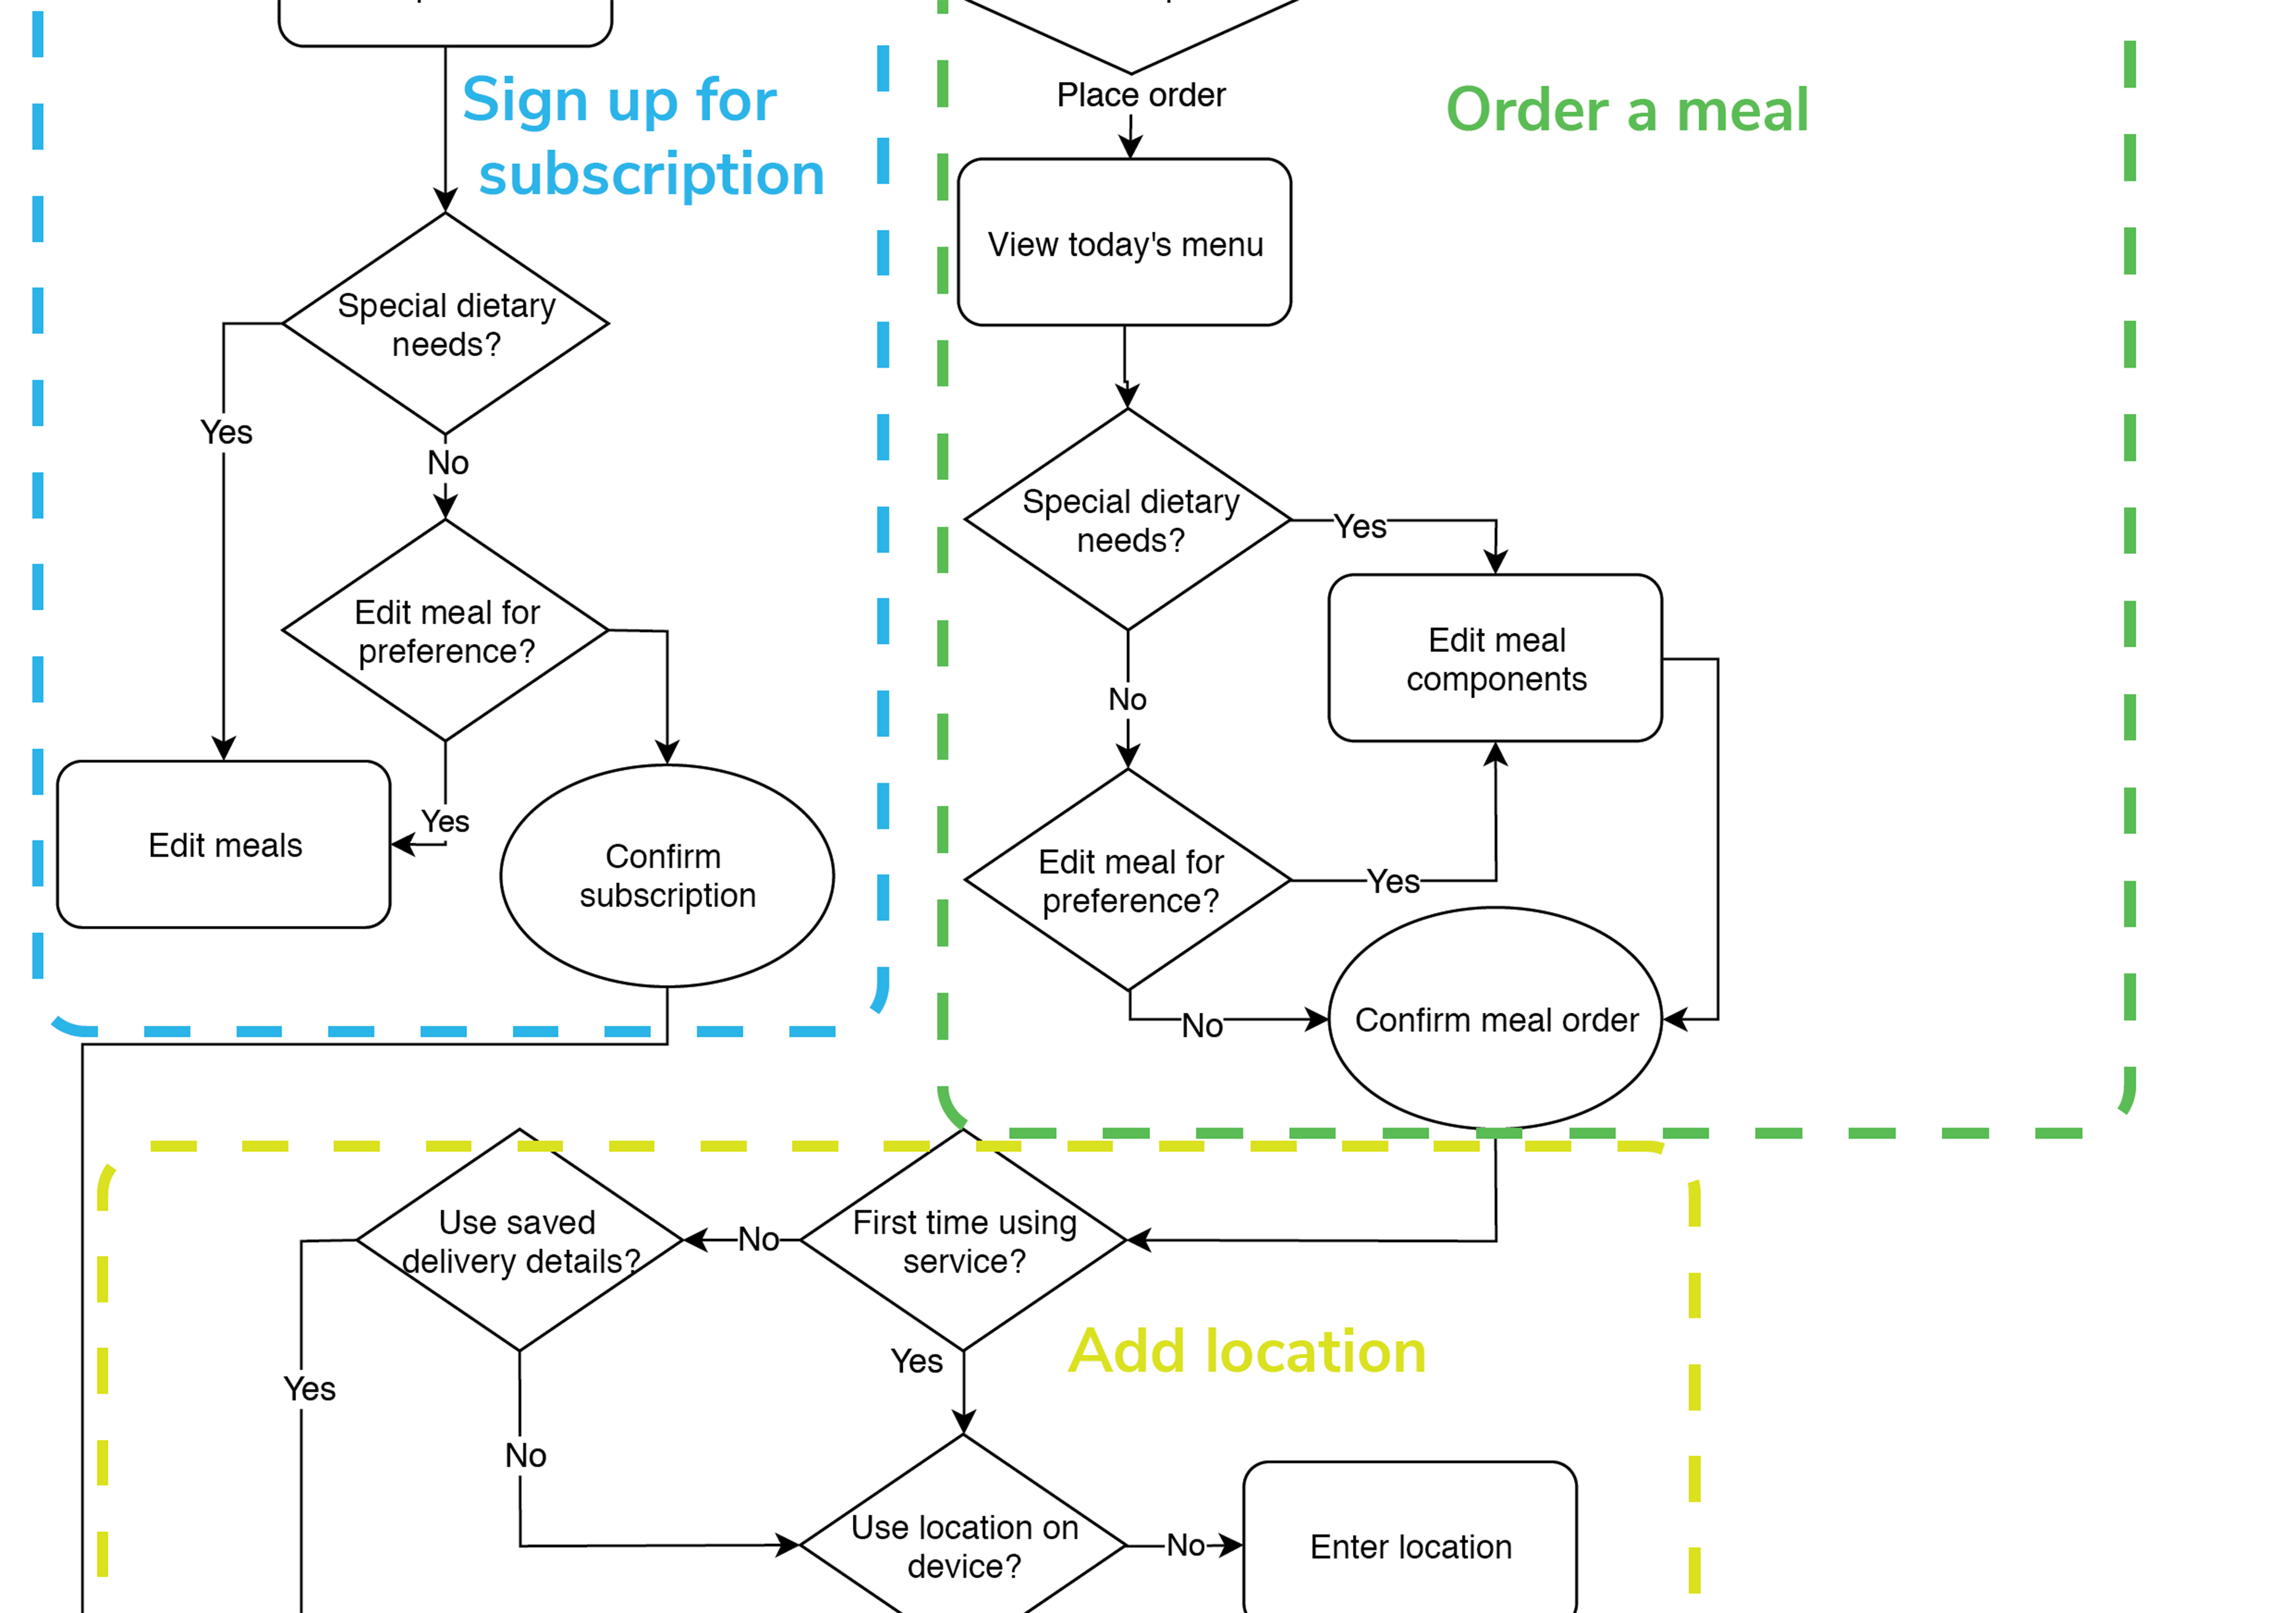 Sign up for
subscription
Special dietary
needs?
Yes
No
Edit meal for
preference?
Yes
Edit meals
Confirm
subscription
Place order
Order a meal
View today's menu
Special dietary
needs?
Yes
Edit meal
components
No
Edit meal for
preference?
Yes
No
Confirm meal order
Use saved
delivery details?
No
First time using
service?
Yes
Add location
Yes
No
Use location on
device?
No
Enter location